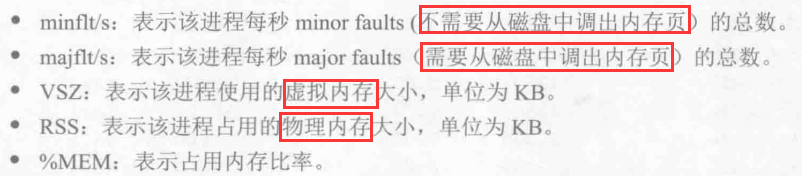 • minflt/s：表示该进程每秒 minor faults (不需要从磁盘中调出内存页）的总数。
• majflt/s：表示该进程每秒 major faults（需要从磁盘中调出内存页）的总数。
• VSZ：表示该进程使用的虚拟内存大小，单位为 KB。
• RSS：表示该进程占用的物理内存大小，单位为 KB。
• %MEM：表示占用内存比率。